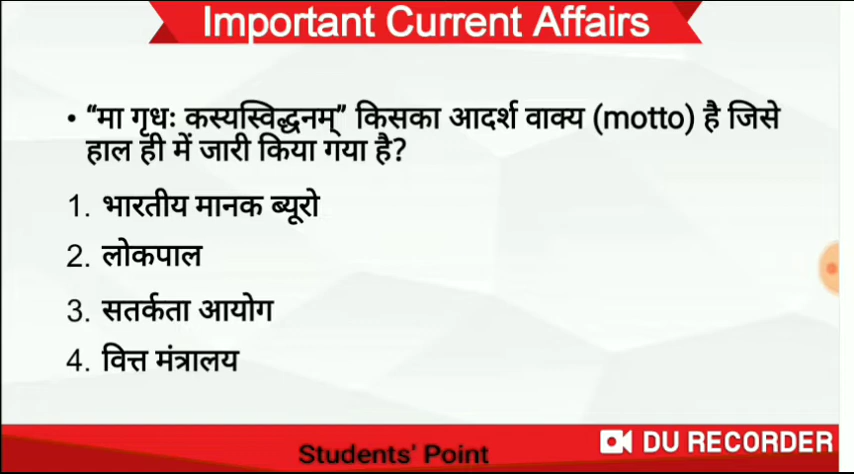 Important Current Affairs
• “मा गृधः कस्यस्विद्धनम्” किसका आदर्श वाक्य (motto) है जिसे
हाल ही में जारी किया गया है?
1. भारतीय मानक ब्यूरो
2. लोकपाल
3. सतर्कता आयोग
4. वित्त मंत्रालय
Students' Point
DU RECORDER